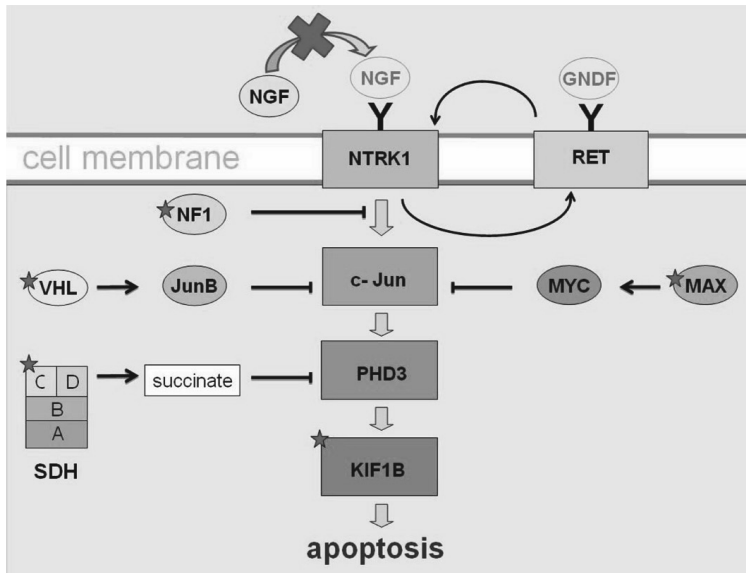 NGF
GNDF
NGF
cell membrane
NTRK1
RET
NF1
VHL
JunB
c- Jun
MYC
MAX
C
D
succinate
PHD3
B
A
SDH
KIF1B
apoptosis